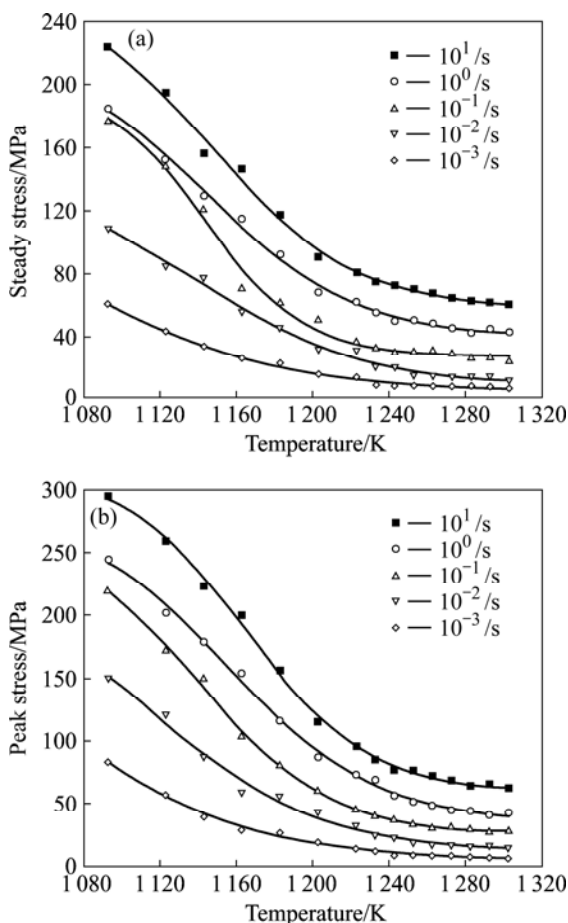 240
(a)
10¹/s
10⁰/s
10⁻¹/s
10⁻²/s
10⁻³/s
200
160
120
80
40
0
Steady stress/MPa
1 080 1 120 1 160 1 200 1 240 1 280 1 320
Temperature/K
300
(b)
10¹/s
10⁰/s
10⁻¹/s
10⁻²/s
10⁻³/s
250
200
150
100
50
0
Peak stress/MPa
1 080 1 120 1 160 1 200 1 240 1 280 1 320
Temperature/K